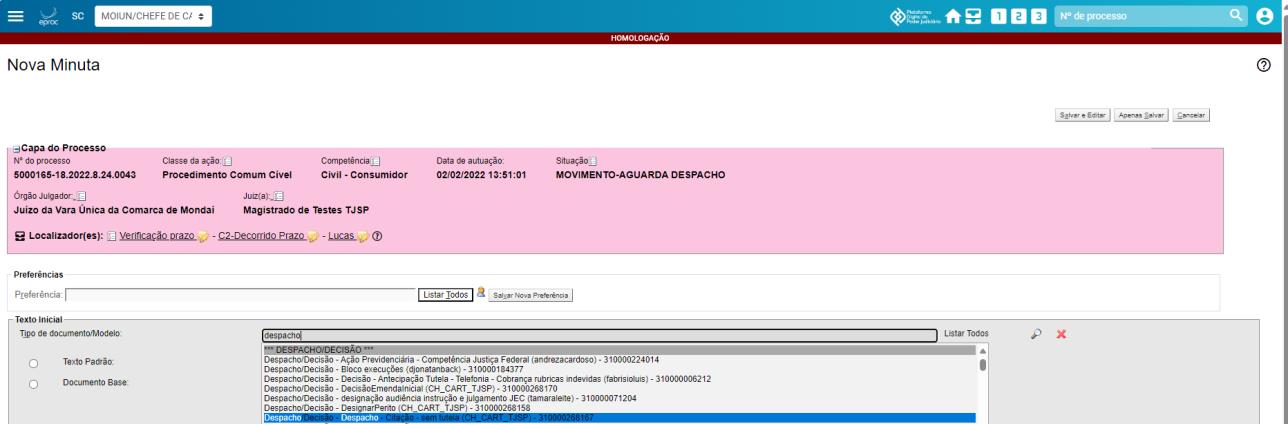 eproc SC MOIUN/CHEFE DE CA Plataforma Digital do Poder Judiciário 1 2 3 Nº de processo
HOMOLOGAÇÃO
Nova Minuta
Salvar e Editar Apenas Salvar Cancelar
Capa do Processo
Nº do processo Classe da ação: Competência Data de autuação: Situação
5000165-18.2022.8.24.0043 Procedimento Comum Cível Civil - Consumidor 02/02/2022 13:51:01 MOVIMENTO-AGUARDA DESPACHO
Órgão Julgador: Juiz(a):
Juízo da Vara Única da Comarca de Mondaí Magistrado de Testes TJSP
Localizador(es): Verificação prazo - C2-Decorrido Prazo - Lucas
Preferências
Preferência: Listar Todos Salvar Nova Preferência
Texto Inicial
Tipo de documento/Modelo: despacho Listar Todos
*** DESPACHO/DECISÃO ***
Texto Padrão:
Despacho/Decisão - Ação Previdenciária - Competência Justiça Federal (andrezacardoso) - 310000224014
Despacho/Decisão - Bloco execuções (djonatanback) - 310000184377
Documento Base:
Despacho/Decisão - Decisão - Antecipação Tutela - Telefonia - Cobrança rubricas indevidas (fabrisioluis) - 310000006212
Despacho/Decisão - DecisãoEmendaInicial (CH_CART_TJSP) - 310000268170
Despacho/Decisão - designação audiência instrução e julgamento JEC (tamaraleite) - 310000071204
Despacho/Decisão - DesignarPerito (CH_CART_TJSP) - 310000268158
Despacho/Decisão - Despacho - Citação - sem tutela (CH_CART_TJSP) - 310000268167